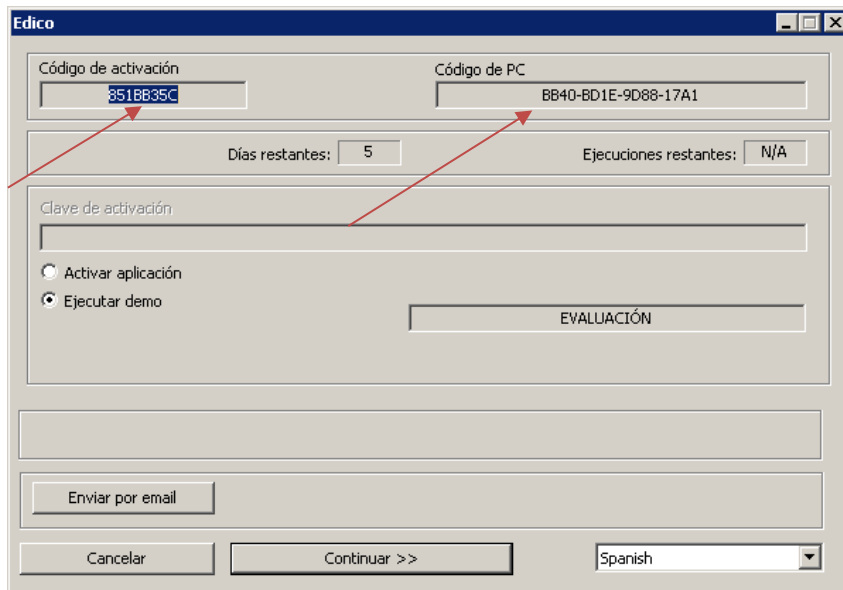 Edico
Código de activación
Código de PC
851BB35C
BB40-BD1E-9D88-17A1
Días restantes: 5
Ejecuciones restantes: N/A
Clave de activación
Activar aplicación
Ejecutar demo
EVALUACIÓN
Enviar por email
Cancelar
Continuar >>
Spanish